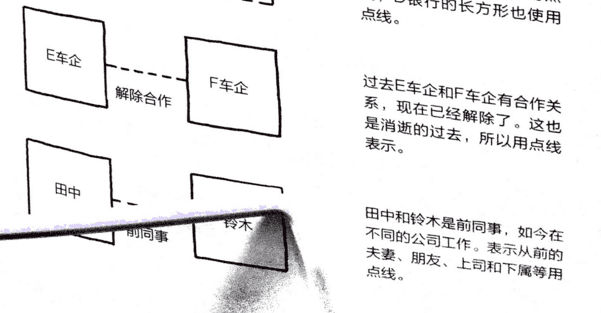 银行的长方形也使用
点线。
E车企
F车企
解除合作
过去E车企和F车企有合作关
系，现在已经解除了。这也
是消逝的过去，所以用点线
表示。
田中
铃木
前同事
田中和铃木是前同事，如今在
不同的公司工作。表示从前的
夫妻、朋友、上司和下属等用
点线。